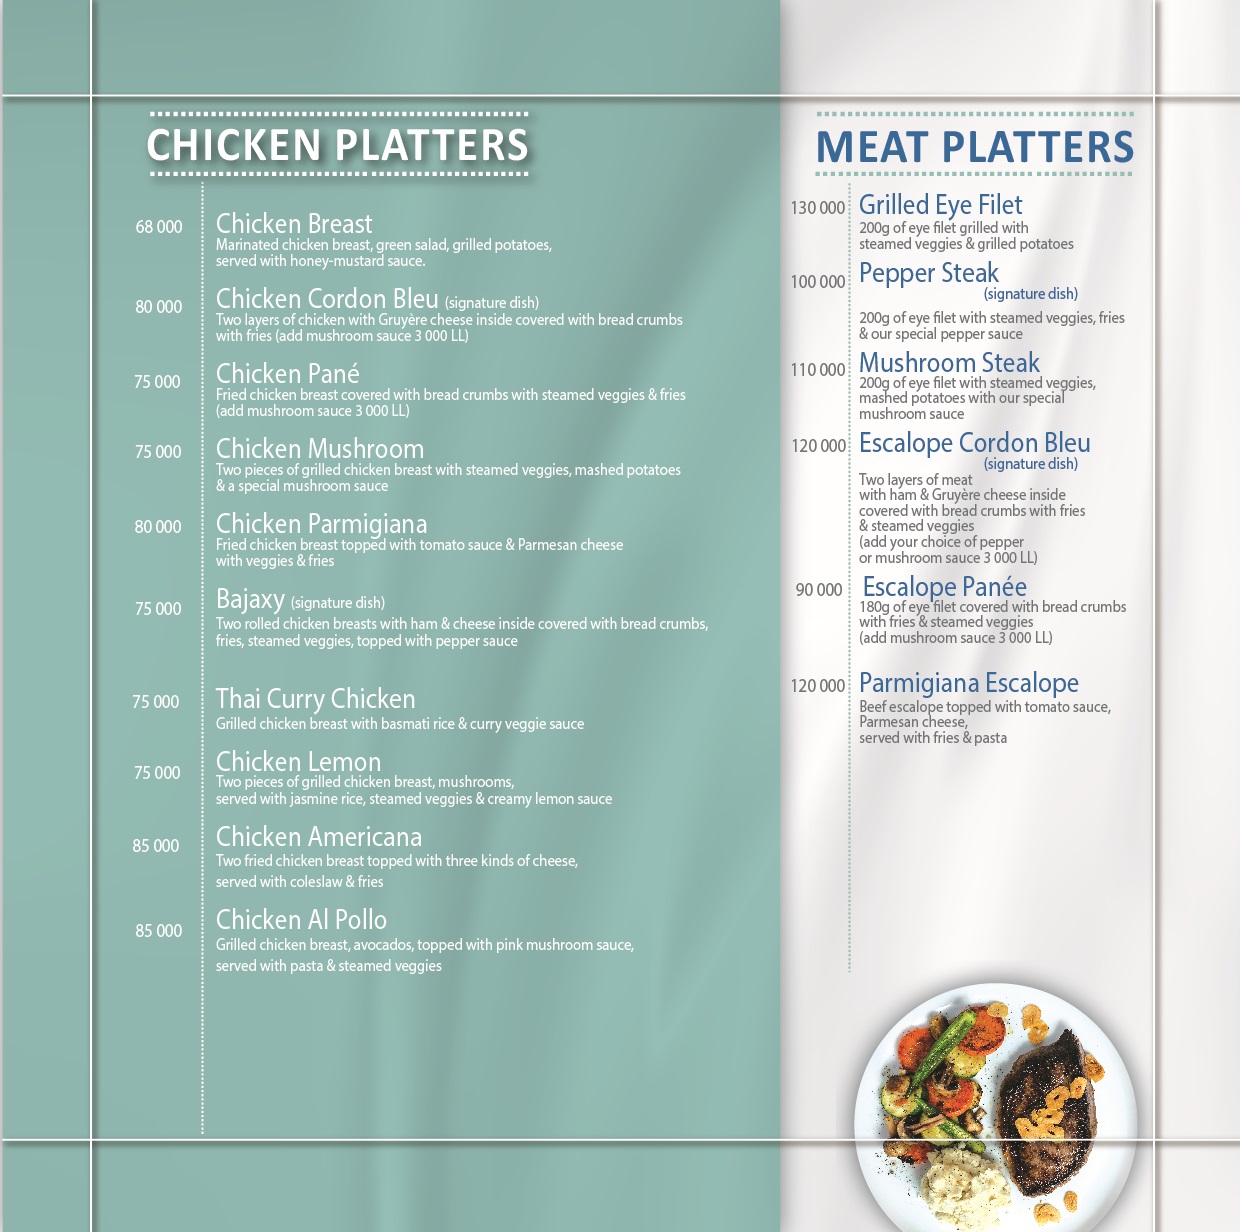 CHICKEN PLATTERS
68 000
Chicken Breast
Marinated chicken breast, green salad, grilled potatoes,
served with honey-mustard sauce.
80 000
Chicken Cordon Bleu (signature dish)
Two layers of chicken with Gruyère cheese inside covered with bread crumbs
with fries (add mushroom sauce 3 000 LL)
75 000
Chicken Pané
Fried chicken breast covered with bread crumbs with steamed veggies & fries
(add mushroom sauce 3 000 LL)
75 000
Chicken Mushroom
Two pieces of grilled chicken breast with steamed veggies, mashed potatoes
& a special mushroom sauce
80 000
Chicken Parmigiana
Fried chicken breast topped with tomato sauce & Parmesan cheese
with veggies & fries
75 000
Bajaxy (signature dish)
Two rolled chicken breasts with ham & cheese inside covered with bread crumbs,
fries, steamed veggies, topped with pepper sauce
75 000
Thai Curry Chicken
Grilled chicken breast with basmati rice & curry veggie sauce
75 000
Chicken Lemon
Two pieces of grilled chicken breast, mushrooms,
served with jasmine rice, steamed veggies & creamy lemon sauce
85 000
Chicken Americana
Two fried chicken breast topped with three kinds of cheese,
served with coleslaw & fries
85 000
Chicken Al Pollo
Grilled chicken breast, avocados, topped with pink mushroom sauce,
served with pasta & steamed veggies
MEAT PLATTERS
130 000
Grilled Eye Filet
200g of eye filet grilled with
steamed veggies & grilled potatoes
100 000
Pepper Steak
(signature dish)
200g of eye filet with steamed veggies, fries
& our special pepper sauce
110 000
Mushroom Steak
200g of eye filet with steamed veggies,
mashed potatoes with our special
mushroom sauce
120 000
Escalope Cordon Bleu
(signature dish)
Two layers of meat
with ham & Gruyère cheese inside
covered with bread crumbs with fries
& steamed veggies
(add your choice of pepper
or mushroom sauce 3 000 LL)
90 000
Escalope Panée
180g of eye filet covered with bread crumbs
with fries & steamed veggies
(add mushroom sauce 3 000 LL)
120 000
Parmigiana Escalope
Beef escalope topped with tomato sauce,
Parmesan cheese,
served with fries & pasta